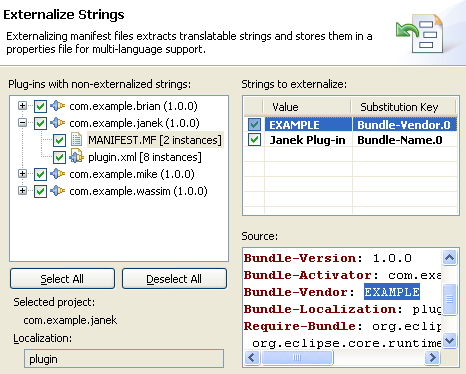 Externalize Strings
Externalizing manifest files extracts translatable strings and stores them in a
properties file for multi-language support.
Plug-ins with non-externalized strings:
com.example.brian (1.0.0)
com.example.janek (1.0.0)
MANIFEST.MF [2 instances]
plugin.xml [8 instances]
com.example.mike (1.0.0)
com.example.wassim (1.0.0)
Select All
Deselect All
Selected project:
com.example.janek
Localization:
plugin
Strings to externalize:
Value Substitution Key
EXAMPLE Bundle-Vendor.0
Janek Plug-in Bundle-Name.0
Source:
Bundle-Version: 1.0.0
Bundle-Activator: com.exa
Bundle-Vendor: EXAMPLE
Bundle-Localization: plug
Require-Bundle: org.eclip
org.eclipse.core.runtime